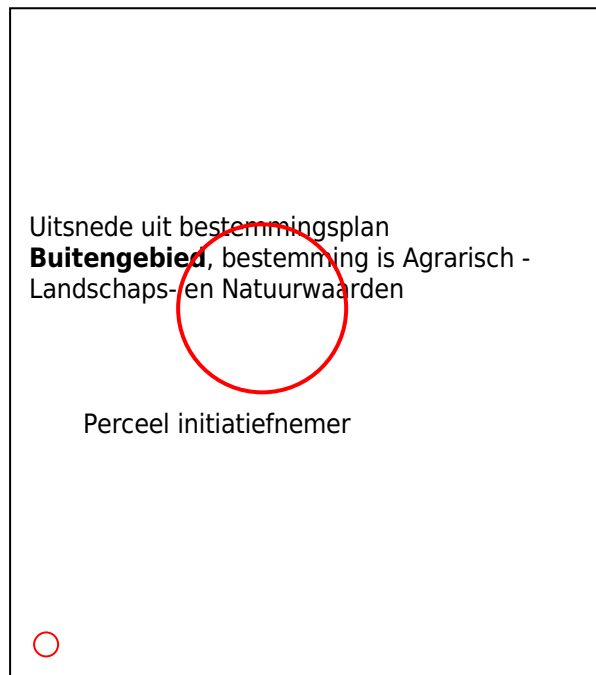 Uitsnede uit bestemmingsplan
Buitengebied, bestemming is Agrarisch -
Landschaps- en Natuurwaarden
Perceel initiatiefnemer